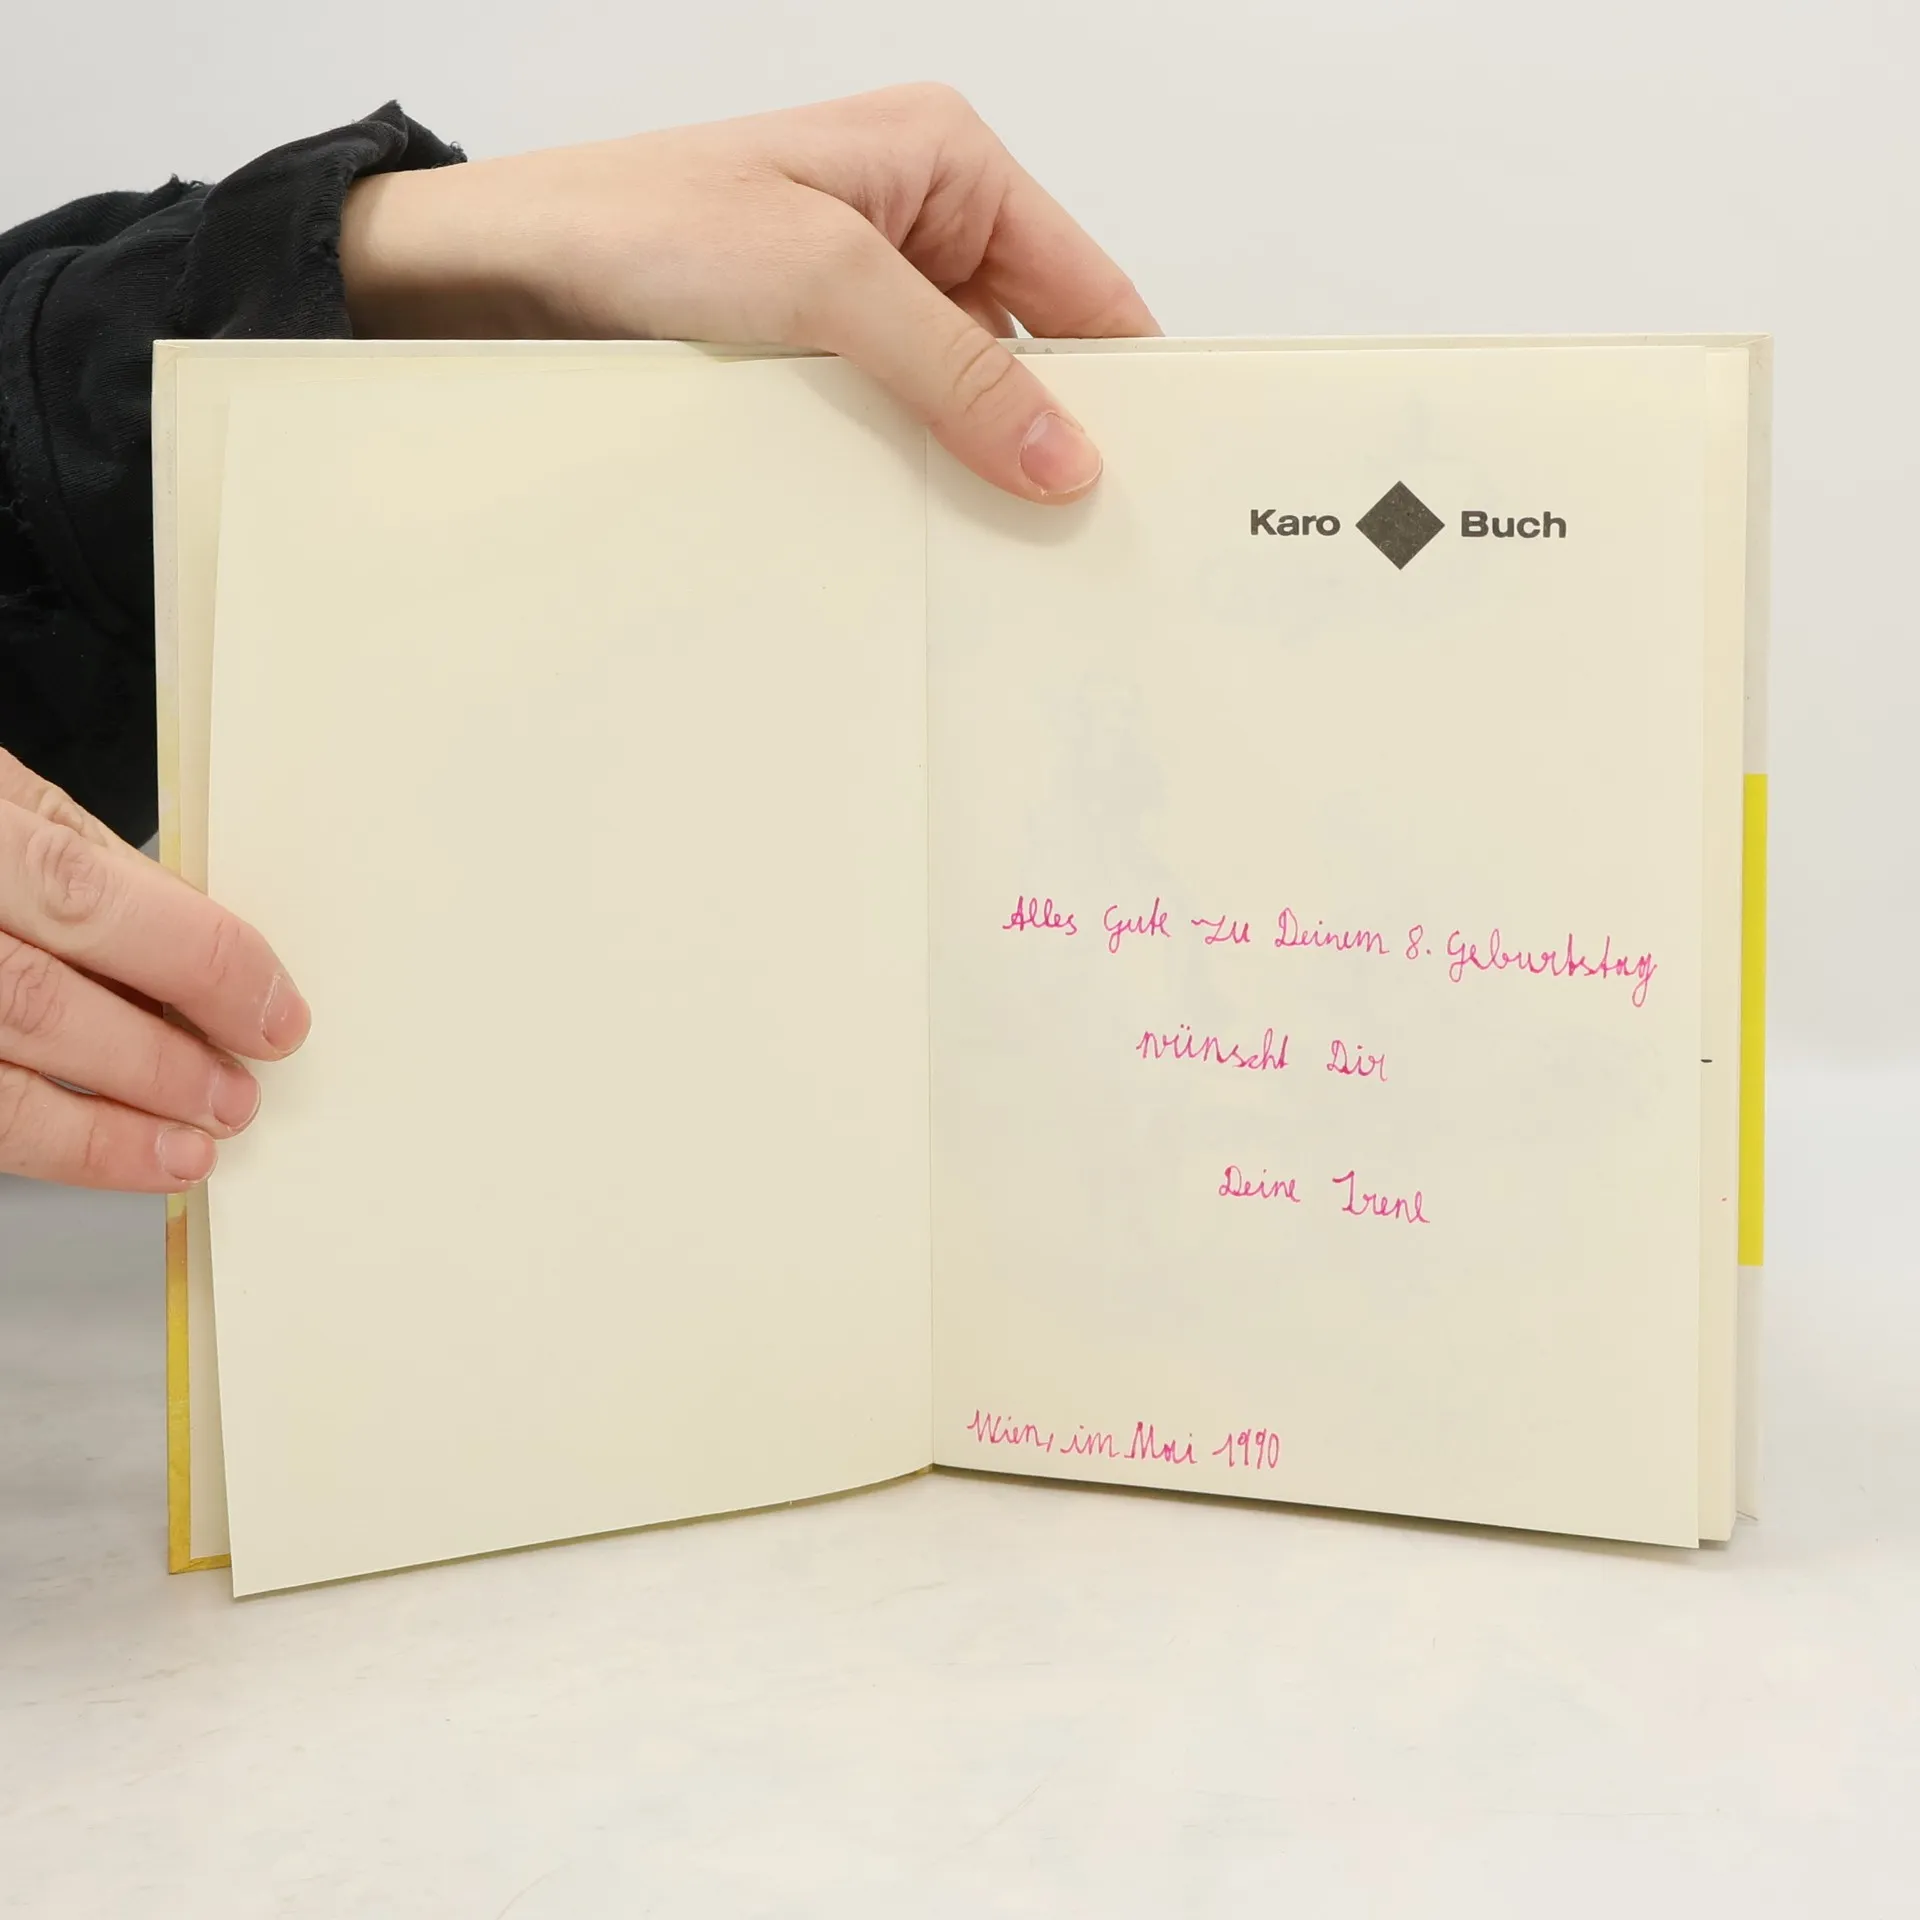 Karo Buch
Alles Gute zu Deinem 8. Geburtstag
wünscht Dir
Deine Irene
Wien, im Mai 1990